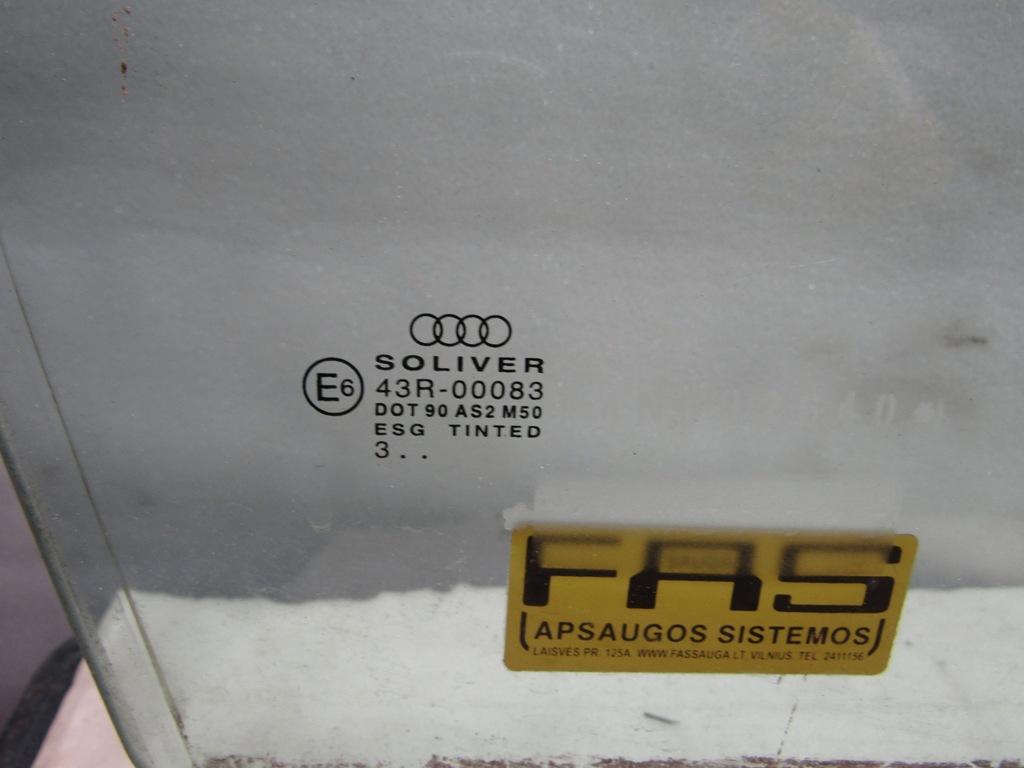 SOLIVER
E6
43R-00083
DOT 90 AS2 M50
ESG TINTED
3 . .
FAS
APSAUGOS SISTEMOS
LAISVĖS PR. 125A. WWW.FASSAUGA.LT. VILNIUS. TEL. 2411156